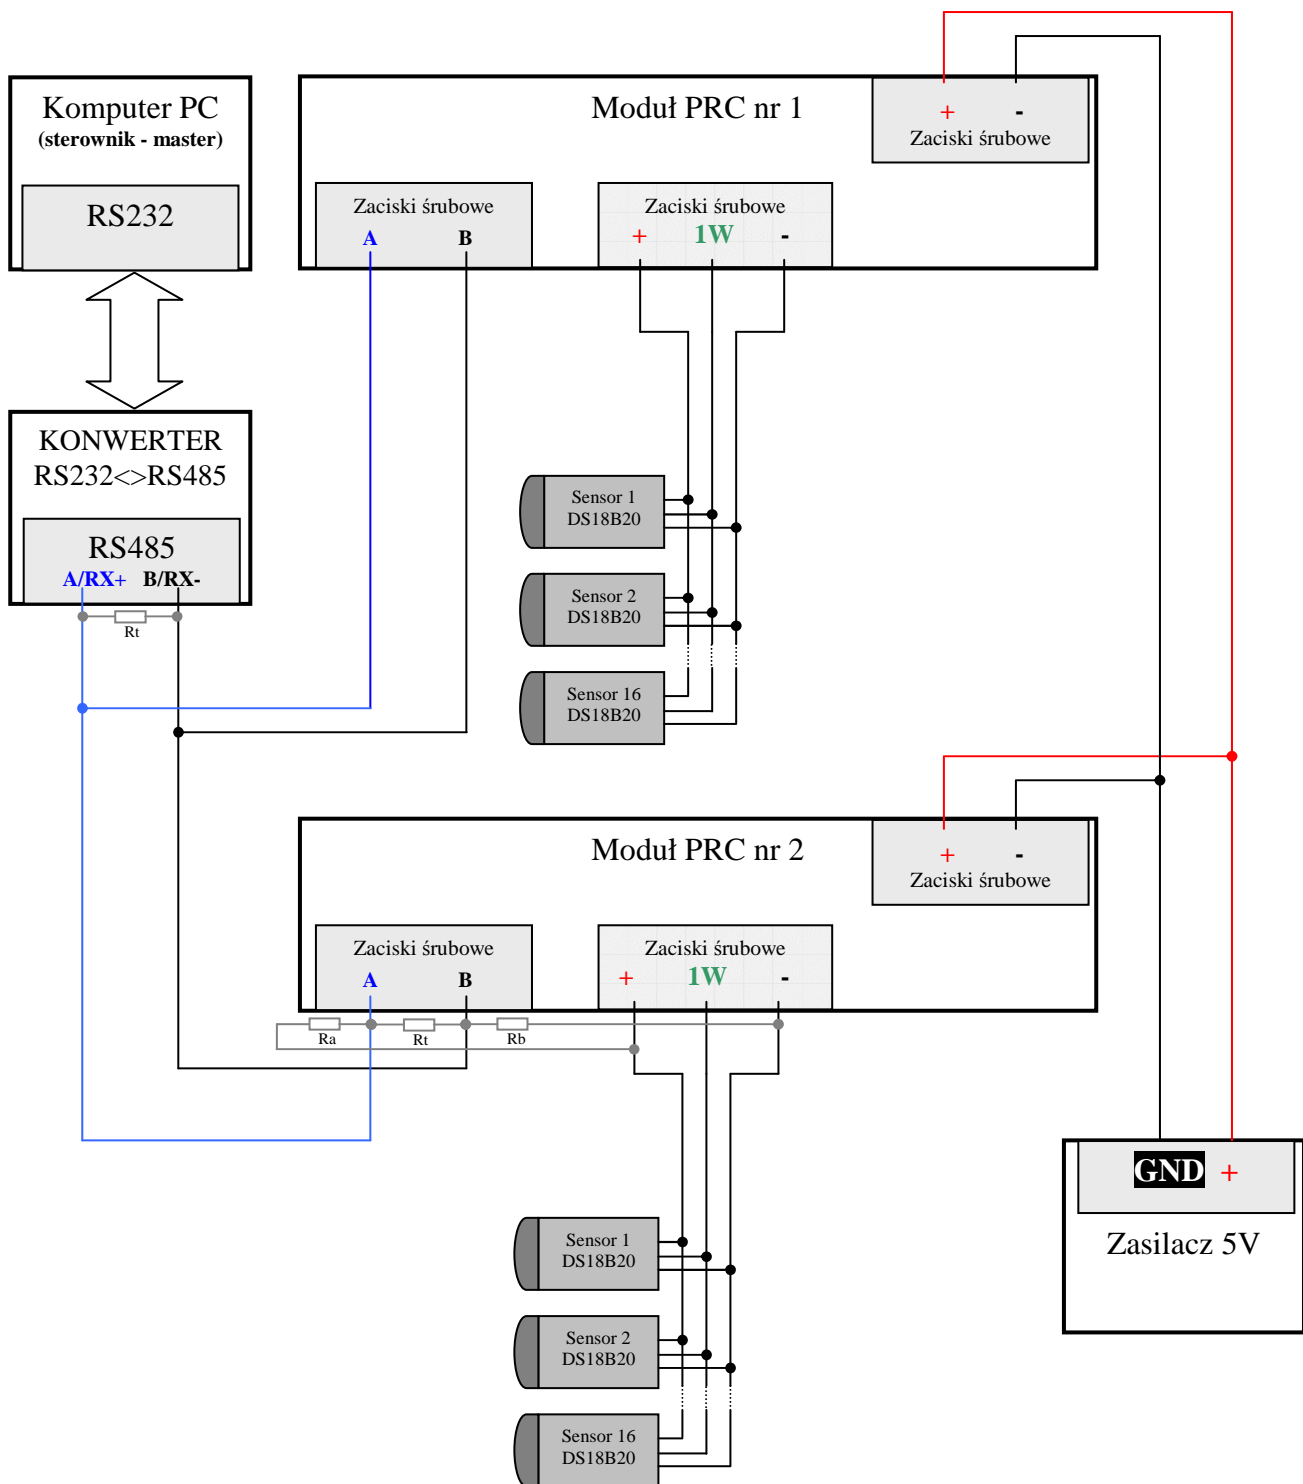 Komputer PC
(sterownik - master)
RS232
KONWERTER
RS232<>RS485
RS485
A/RX+ B/RX-
Rt
Moduł PRC nr 1
+ -
Zaciski śrubowe
Zaciski śrubowe
A B
Zaciski śrubowe
+ 1W -
Sensor 1
DS18B20
Sensor 2
DS18B20
Sensor 16
DS18B20
Moduł PRC nr 2
+ -
Zaciski śrubowe
Zaciski śrubowe
A B
Zaciski śrubowe
+ 1W -
Ra Rt Rb
Sensor 1
DS18B20
Sensor 2
DS18B20
Sensor 16
DS18B20
GND +
Zasilacz 5V